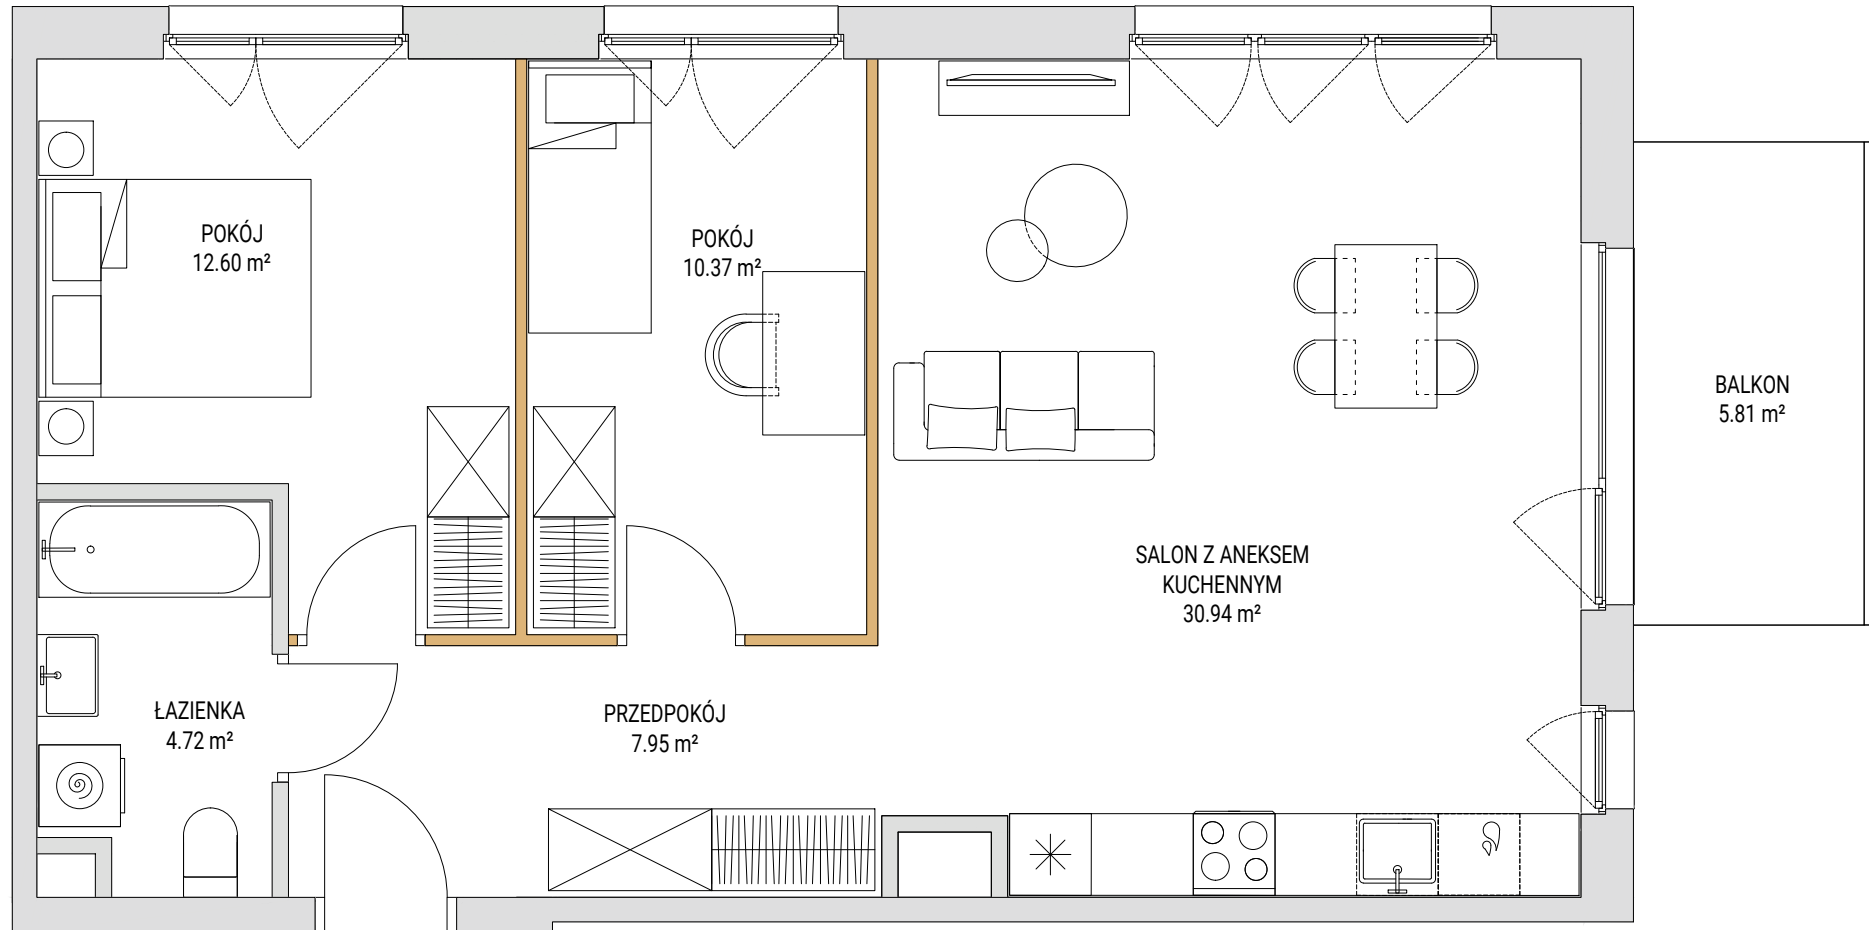 POKÓJ
12.60 m²
POKÓJ
10.37 m²
BALKON
5.81 m²
SALON Z ANEKSEM
KUCHENNYM
30.94 m²
ŁAZIENKA
4.72 m²
PRZEDPOKÓJ
7.95 m²